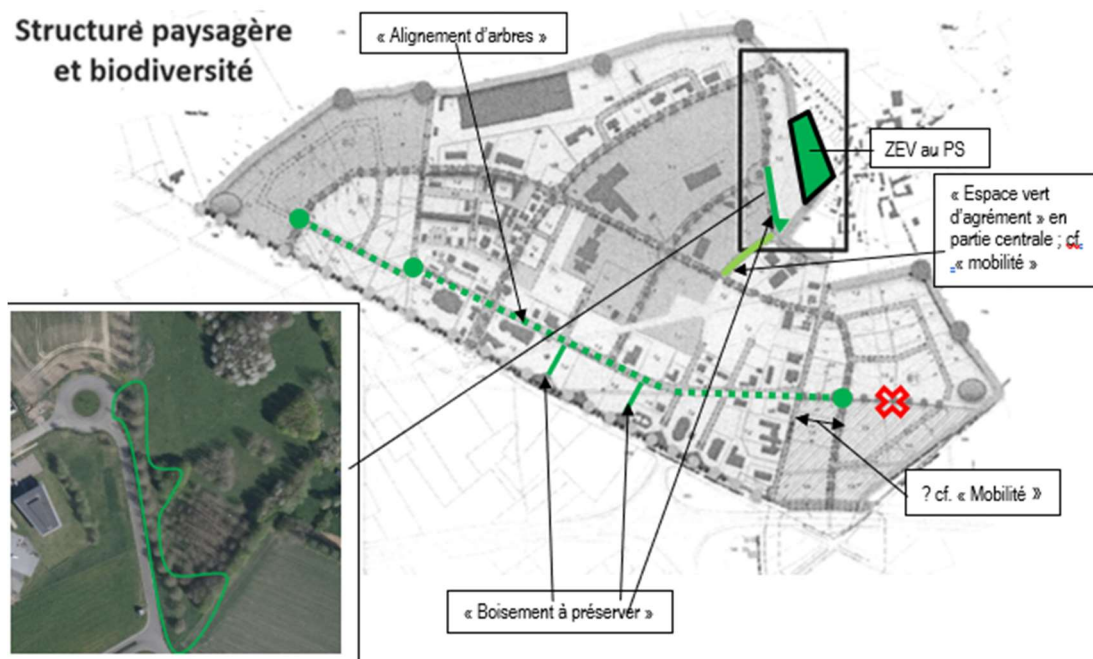 Structure paysagère
et biodiversité
« Alignement d'arbres »
ZEV au PS
« Espace vert
d'agrément » en
partie centrale ; cf.
« mobilité »
? cf. « Mobilité »
« Boisement à préserver »